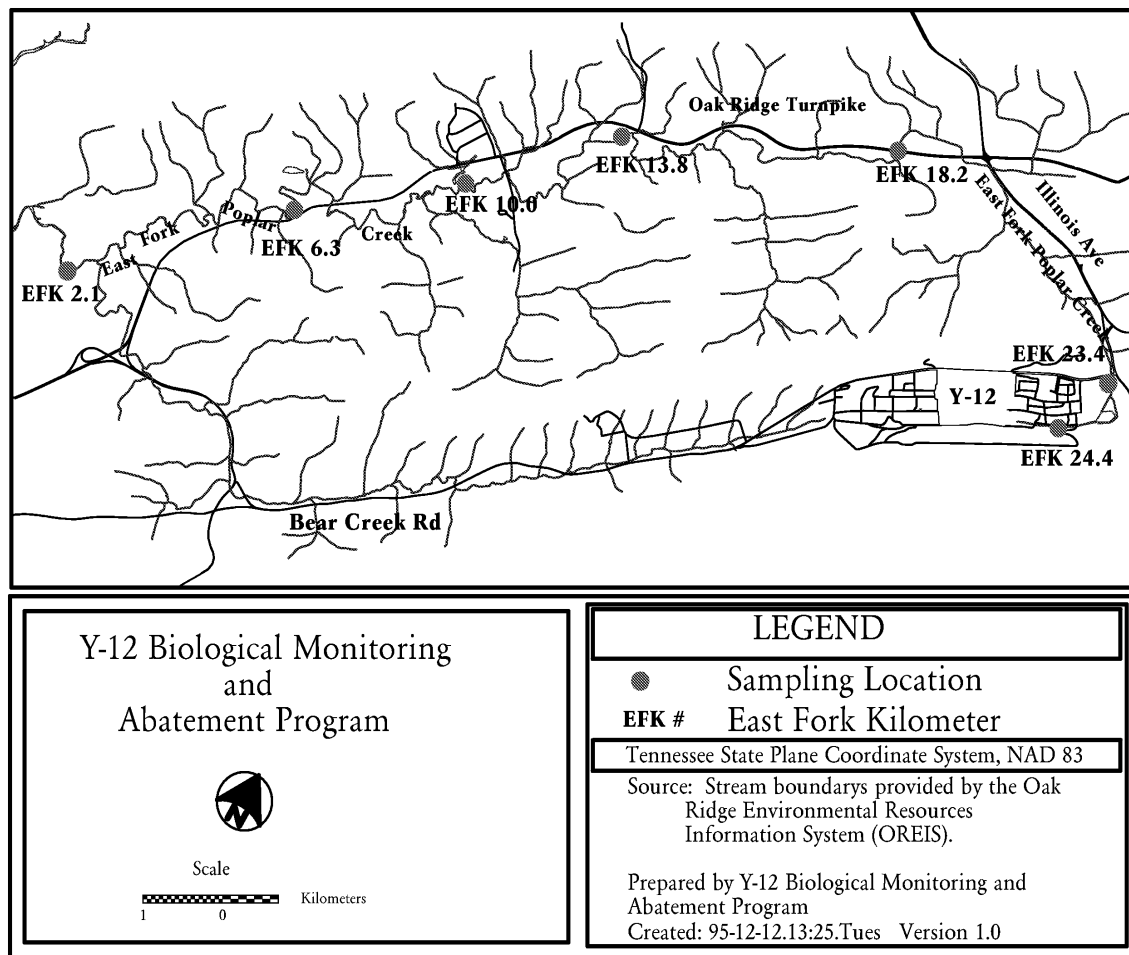 Oak Ridge Turnpike
EFK 13.8
EFK 18.2
EFK 10.0
East Fork Poplar Creek
Illinois Ave
East Fork Poplar Creek
EFK 6.3
EFK 2.1
EFK 23.4
Y-12
EFK 24.4
Bear Creek Rd
Y-12 Biological Monitoring
and
Abatement Program
N
Scale
Kilometers
1 0
LEGEND
Sampling Location
EFK # East Fork Kilometer
Tennessee State Plane Coordinate System, NAD 83
Source: Stream boundarys provided by the Oak
Ridge Environmental Resources
Information System (OREIS).
Prepared by Y-12 Biological Monitoring and
Abatement Program
Created: 95-12-12.13:25.Tues Version 1.0